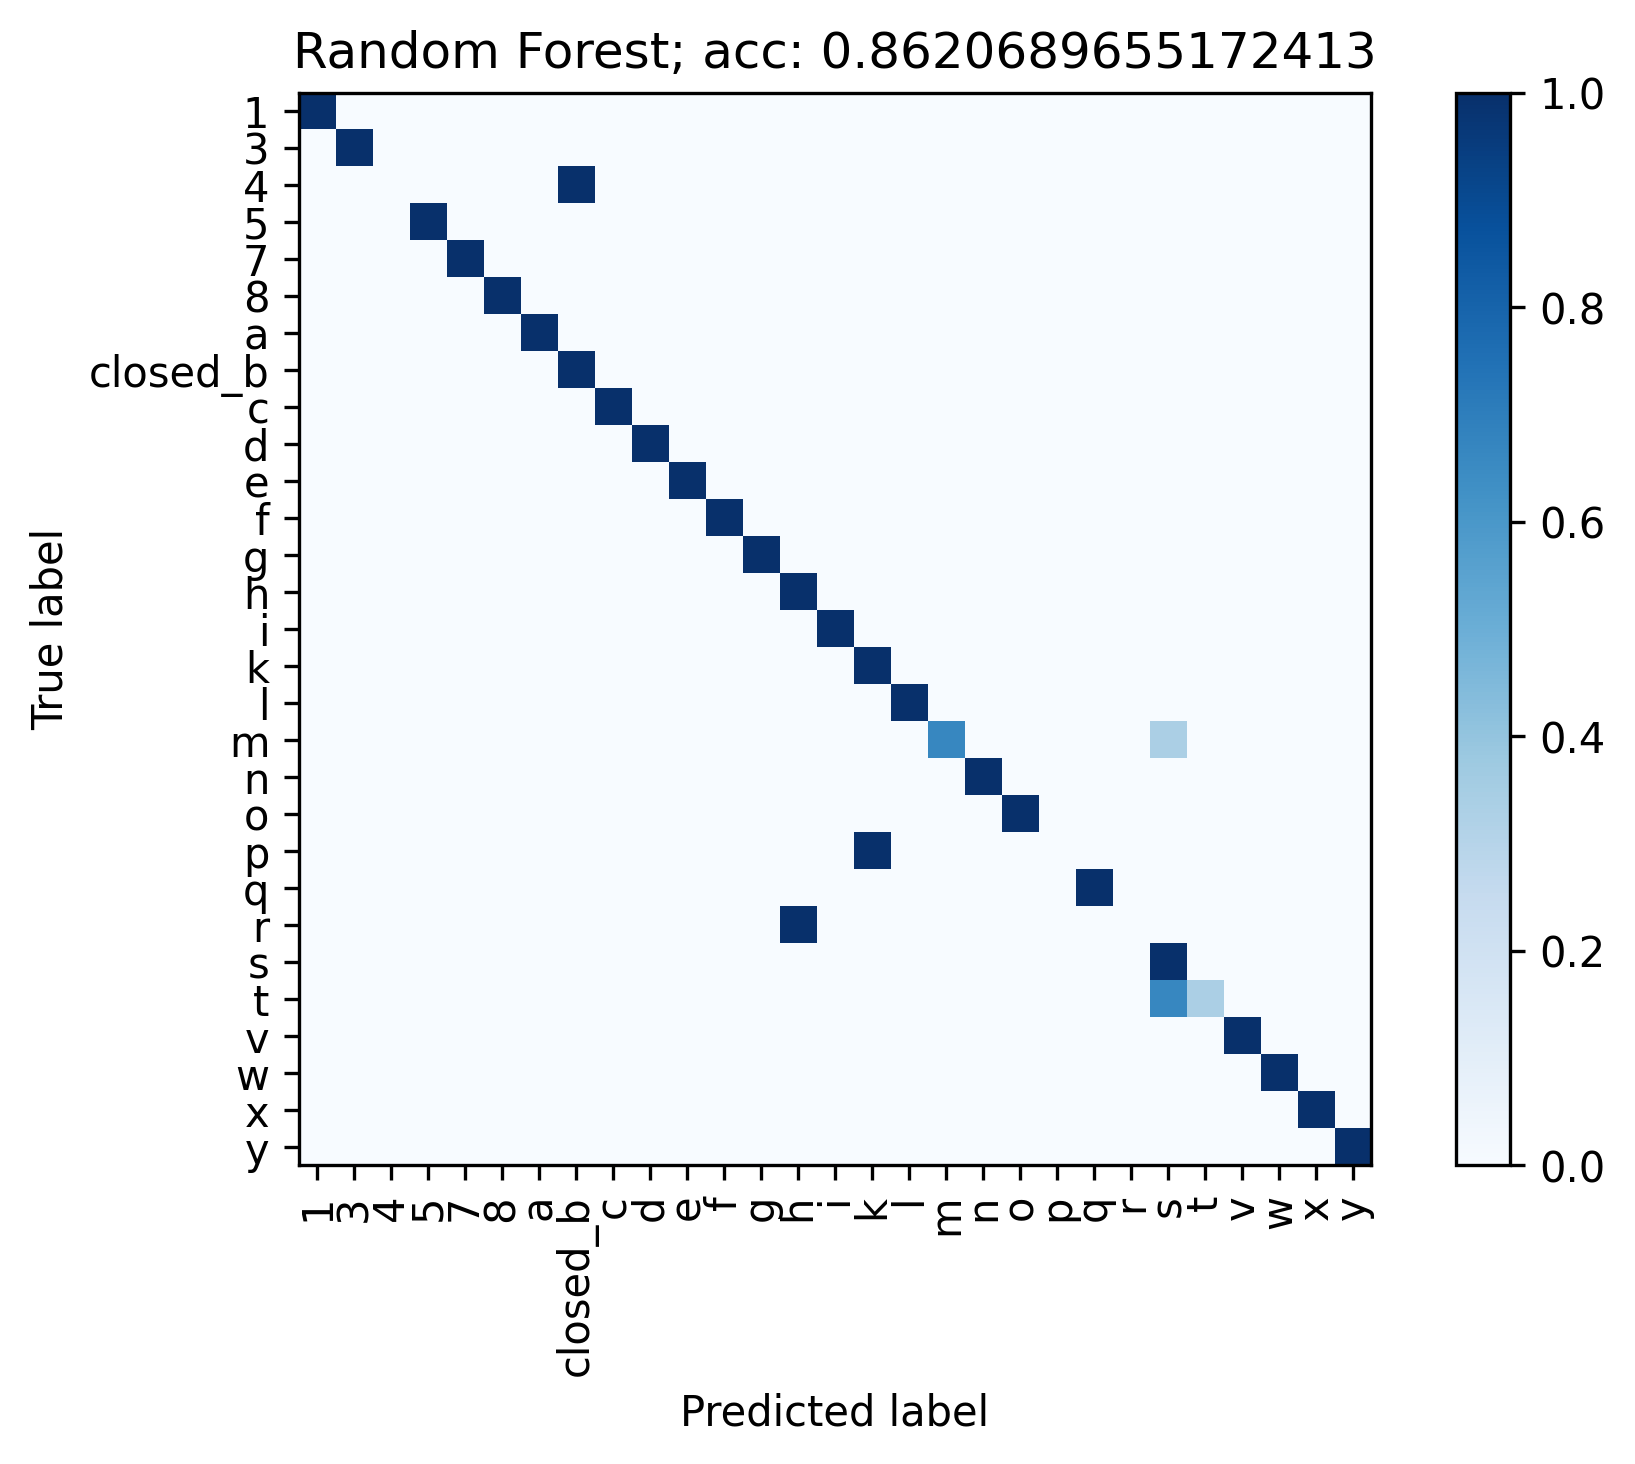 Random Forest; acc: 0.8620689655172413
True label
1
3
4
5
7
8
a
closed_b
c
d
e
f
g
h
i
k
l
m
n
o
p
q
r
s
t
v
w
x
y
1 3 4 5 7 8 a closed_b c d e f g h i k l m n o p q r s t v w x y
Predicted label
1.0
0.8
0.6
0.4
0.2
0.0